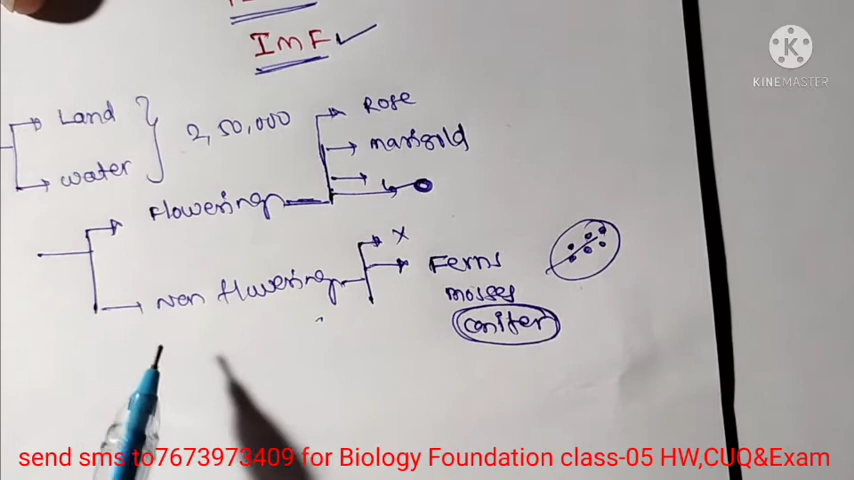 IMF
KINEMASTER
Land
water
2,50,000
Rose
marigold
Flowering
X
Non flowering
Ferns
mosses
conifer
send sms to7673973409 for Biology Foundation class-05 HW,CUQ&Exam